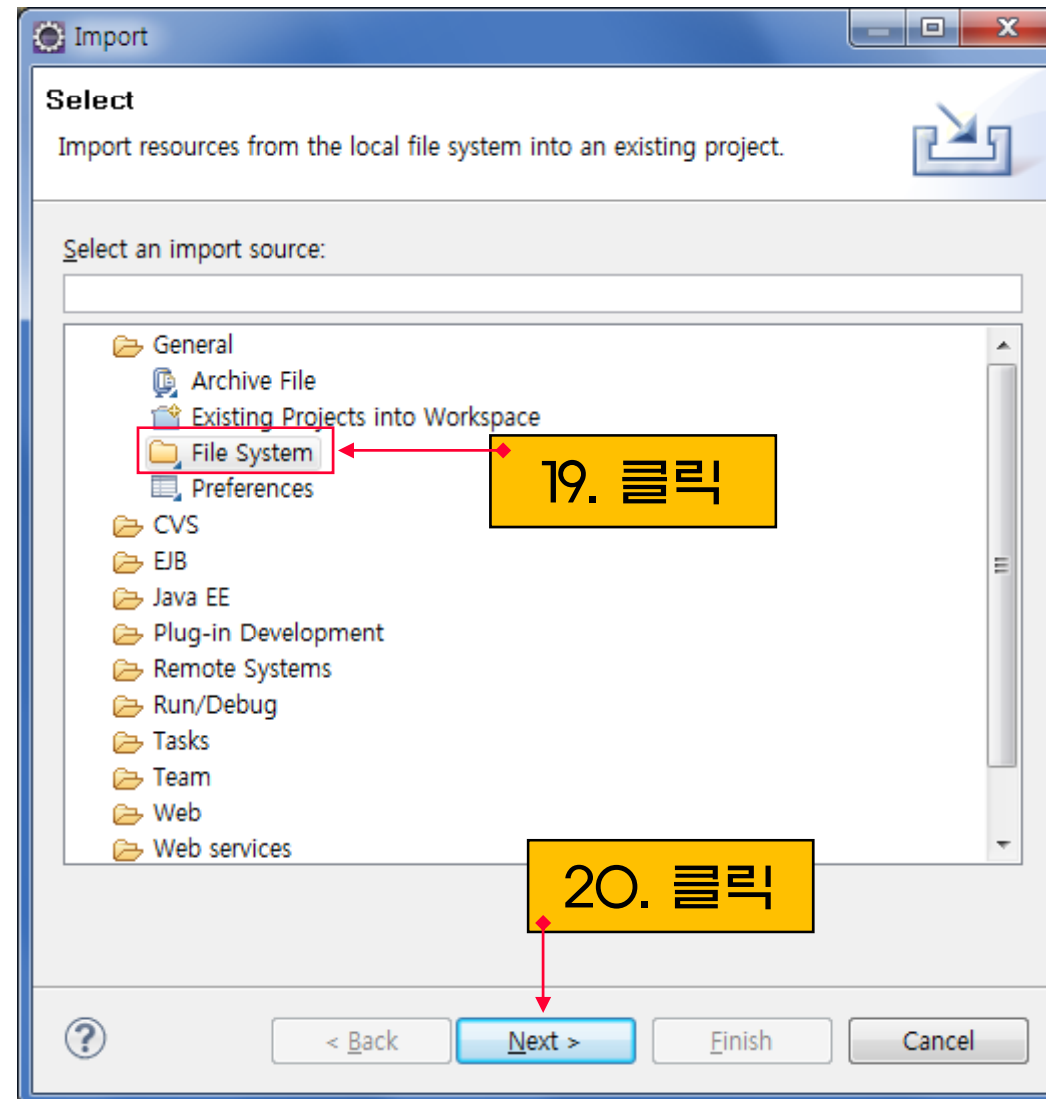 Import
Select
Import resources from the local file system into an existing project.
Select an import source:
General
Archive File
Existing Projects into Workspace
File System
Preferences
19. 클릭
CVS
EJB
Java EE
Plug-in Development
Remote Systems
Run/Debug
Tasks
Team
Web
Web services
20. 클릭
? < Back Next > Finish Cancel